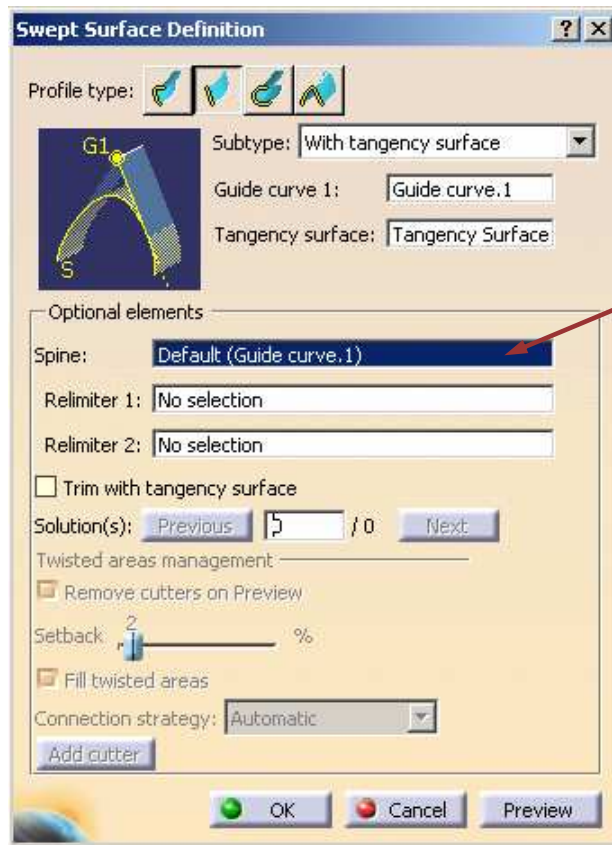 Swept Surface Definition ? X
Profile type:
G1
S
Subtype: With tangency surface
Guide curve 1: Guide curve.1
Tangency surface: Tangency Surface
Optional elements
Spine: Default (Guide curve.1)
Relimiter 1: No selection
Relimiter 2: No selection
Trim with tangency surface
Solution(s): Previous / 0 Next
Twisted areas management
Remove cutters on Preview
2
Setback %
Fill twisted areas
Connection strategy: Automatic
Add cutter
OK Cancel Preview